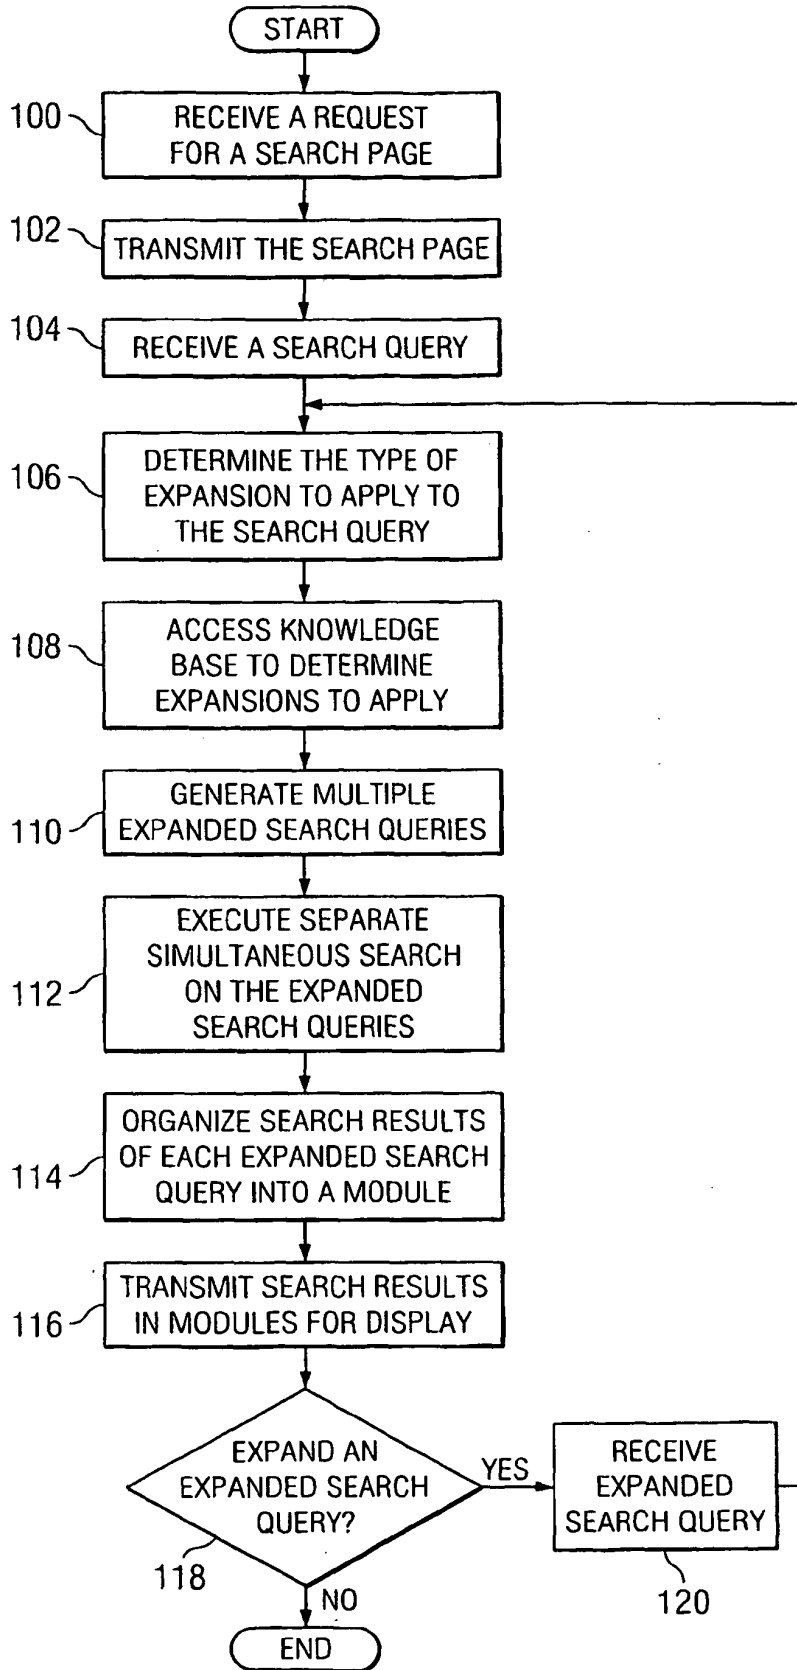 START
100
RECEIVE A REQUEST
FOR A SEARCH PAGE
102
TRANSMIT THE SEARCH PAGE
104
RECEIVE A SEARCH QUERY
106
DETERMINE THE TYPE OF
EXPANSION TO APPLY TO
THE SEARCH QUERY
108
ACCESS KNOWLEDGE
BASE TO DETERMINE
EXPANSIONS TO APPLY
110
GENERATE MULTIPLE
EXPANDED SEARCH QUERIES
112
EXECUTE SEPARATE
SIMULTANEOUS SEARCH
ON THE EXPANDED
SEARCH QUERIES
114
ORGANIZE SEARCH RESULTS
OF EACH EXPANDED SEARCH
QUERY INTO A MODULE
116
TRANSMIT SEARCH RESULTS
IN MODULES FOR DISPLAY
118
EXPAND AN
EXPANDED SEARCH
QUERY?
YES
RECEIVE
EXPANDED
SEARCH QUERY
120
NO
END